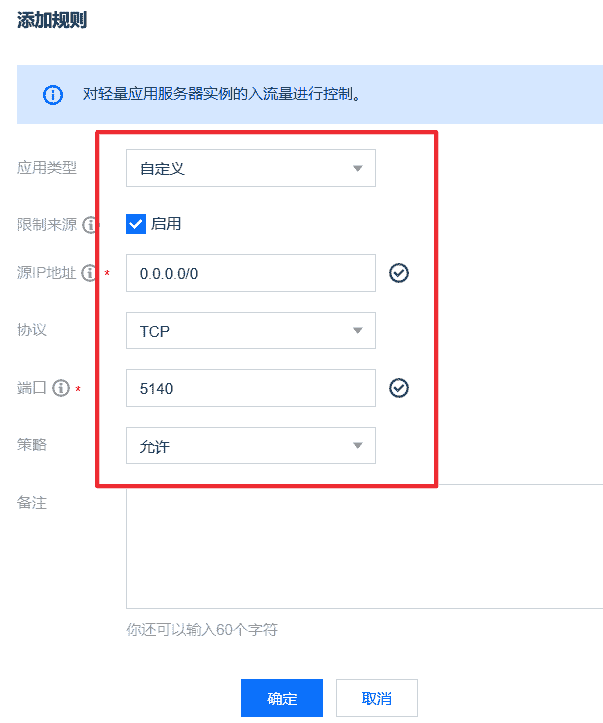 添加规则
对轻量应用服务器实例的入流量进行控制。
应用类型 自定义
限制来源 启用
源IP地址 * 0.0.0.0/0
协议 TCP
端口 * 5140
策略 允许
备注
你还可以输入60个字符
确定 取消